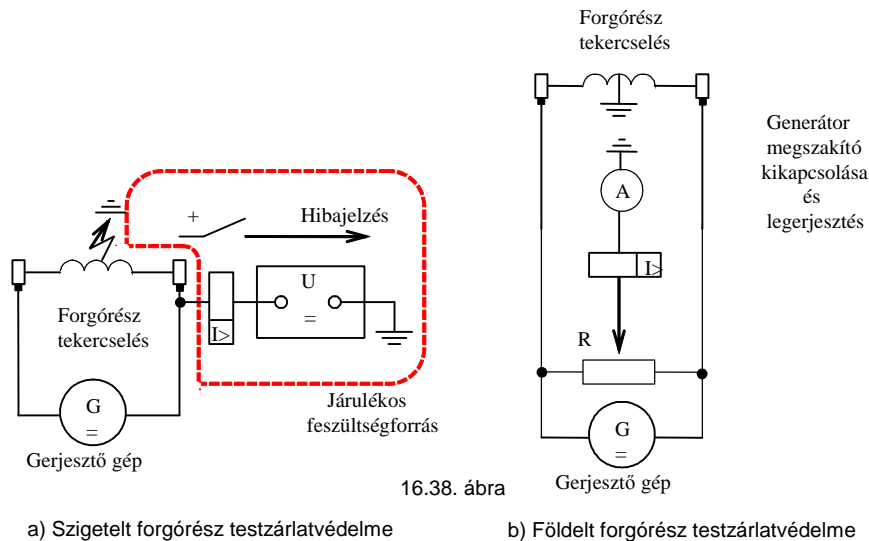 Forgórész
tekercselés
+
Hibajelzés
U
=
I>
Forgórész
tekercselés
G
=
Gerjesztő gép
Járulékos
feszültségforrás
A
I>
R
G
=
Gerjesztő gép
Generátor
megszakító
kikapcsolása
és
legerjesztés
16.38. ábra
a) Szigetelt forgórész testzárlatvédelme
b) Földelt forgórész testzárlatvédelme